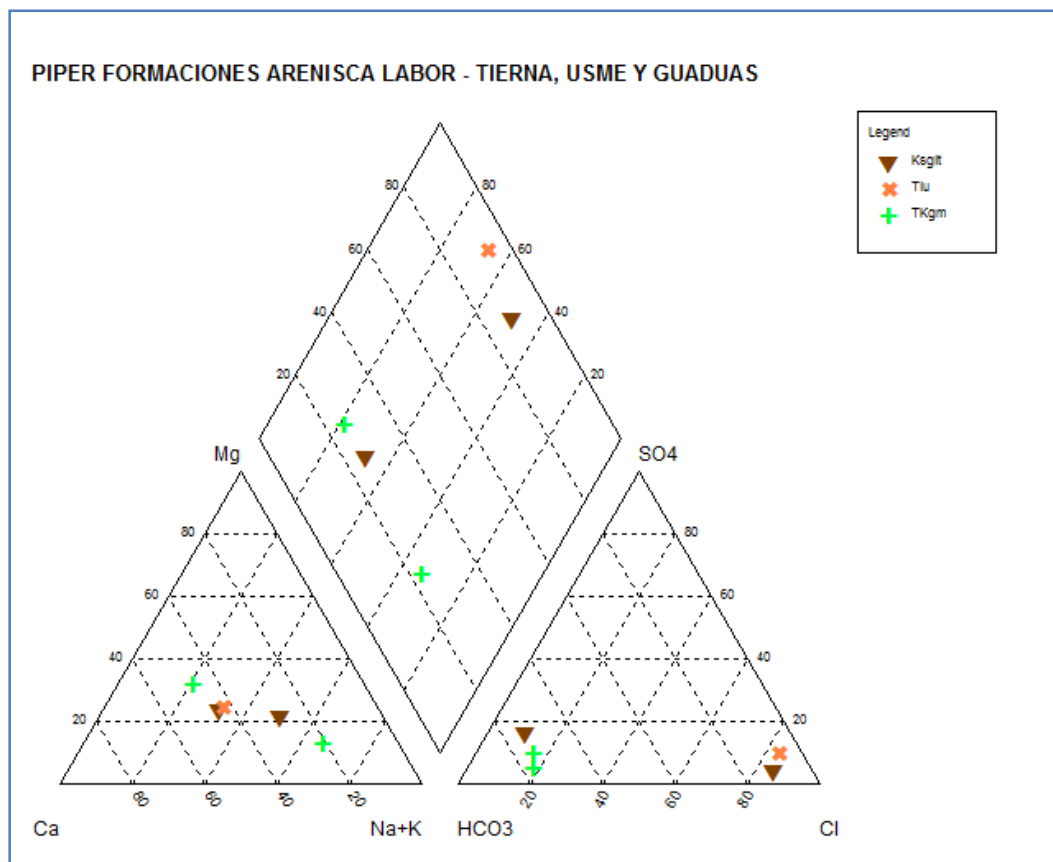 PIPER FORMACIONES ARENISCA LABOR - TIERNA, USME Y GUADUAS
Legend
Ksglt
Tlu
TKgm
80 80
60 60
40 40
20 20
Mg SO4
80 80
60 60
40 40
20 20
80 60 40 20 20 40 60 80
Ca Na+K HCO3 Cl